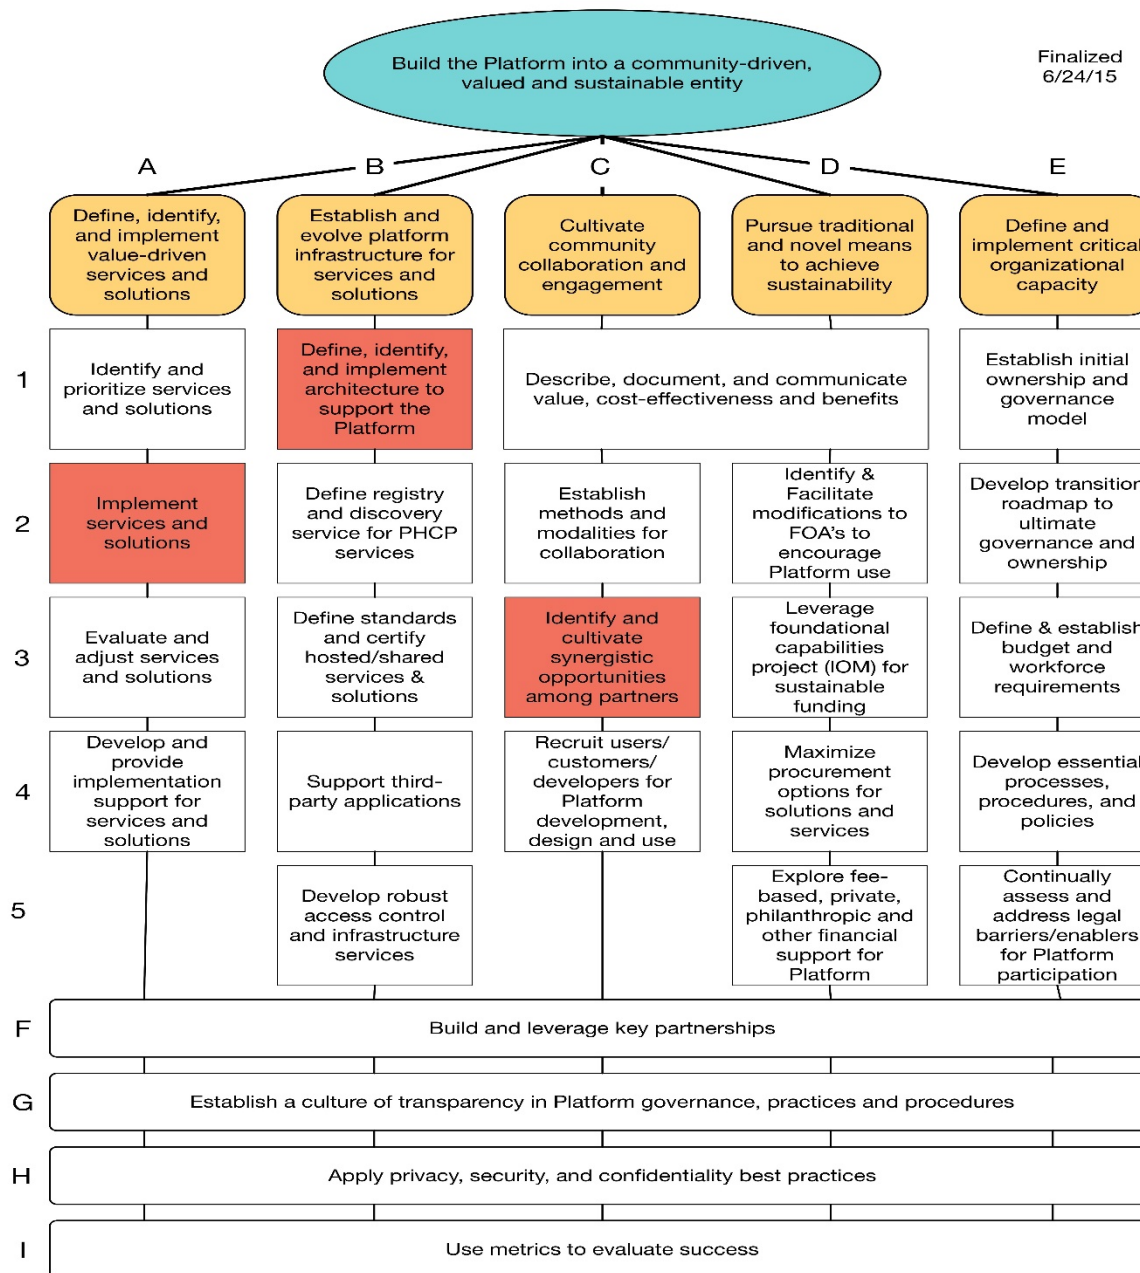 Build the Platform into a community-driven,
valued and sustainable entity
Finalized
6/24/15
A
B
C
D
E
Define, identify,
and implement
value-driven
services and
solutions
Establish and
evolve platform
infrastructure for
services and
solutions
Cultivate
community
collaboration and
engagement
Pursue traditional
and novel means
to achieve
sustainability
Define and
implement critical
organizational
capacity
1
Identify and
prioritize services
and solutions
Define, identify,
and implement
architecture to
support the
Platform
Describe, document, and communicate
value, cost-effectiveness and benefits
Establish initial
ownership and
governance
model
2
Implement
services and
solutions
Define registry
and discovery
service for PHCP
services
Establish
methods and
modalities for
collaboration
Identify &
Facilitate
modifications to
FOA's to
encourage
Platform use
Develop transition
roadmap to
ultimate
governance and
ownership
3
Evaluate and
adjust services
and solutions
Define standards
and certify
hosted/shared
services &
solutions
Identify and
cultivate
synergistic
opportunities
among partners
Leverage
foundational
capabilities
project (IOM) for
sustainable
funding
Define & establish
budget and
workforce
requirements
4
Develop and
provide
implementation
support for
services and
solutions
Support third-
party applications
Recruit users/
customers/
developers for
Platform
development,
design and use
Maximize
procurement
options for
solutions and
services
Develop essential
processes,
procedures, and
policies
5
Develop robust
access control
and infrastructure
services
Explore fee-
based, private,
philanthropic and
other financial
support for
Platform
Continually
assess and
address legal
barriers/enablers
for Platform
participation
F
Build and leverage key partnerships
G
Establish a culture of transparency in Platform governance, practices and procedures
H
Apply privacy, security, and confidentiality best practices
I
Use metrics to evaluate success